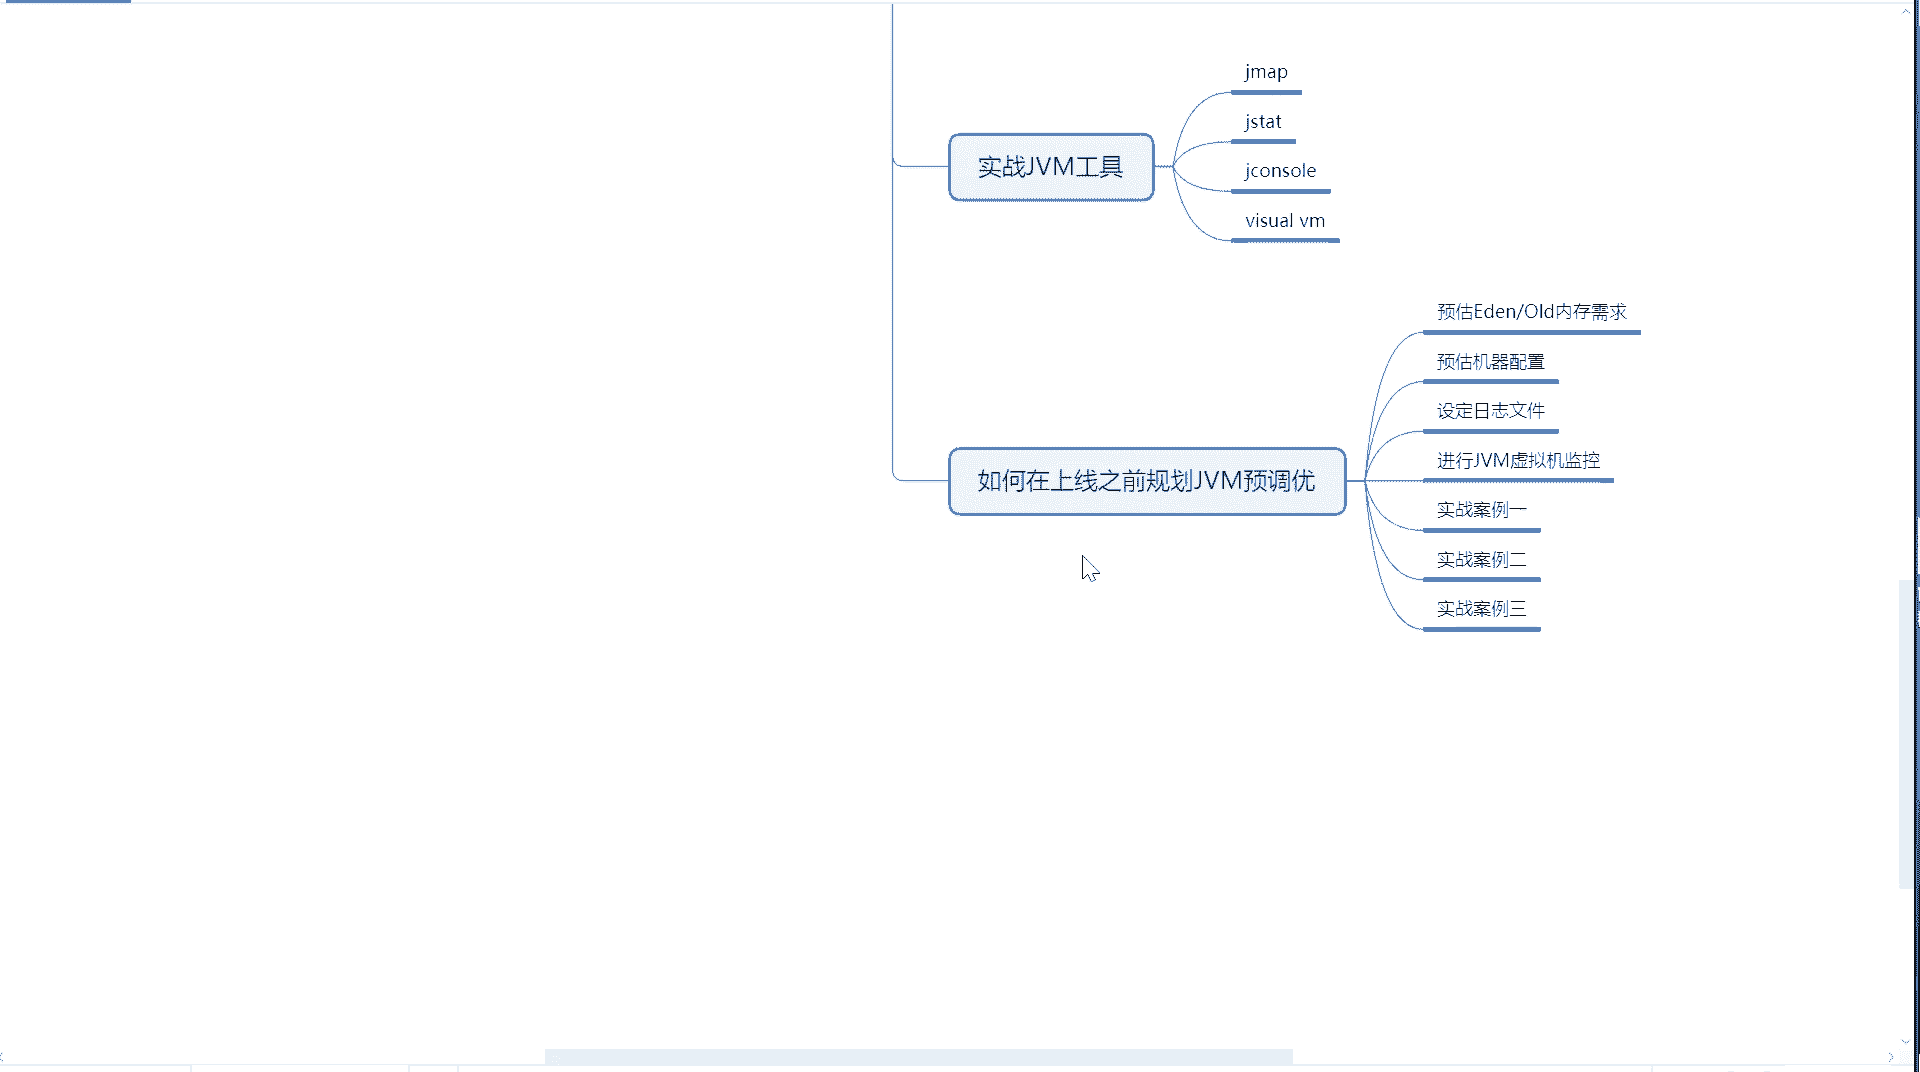 jmap
jstat
实战JVM工具
jconsole
visual vm
预估Eden/Old内存需求
预估机器配置
设定日志文件
进行JVM虚拟机监控
如何在上线之前规划JVM预调优
实战案例一
实战案例二
实战案例三